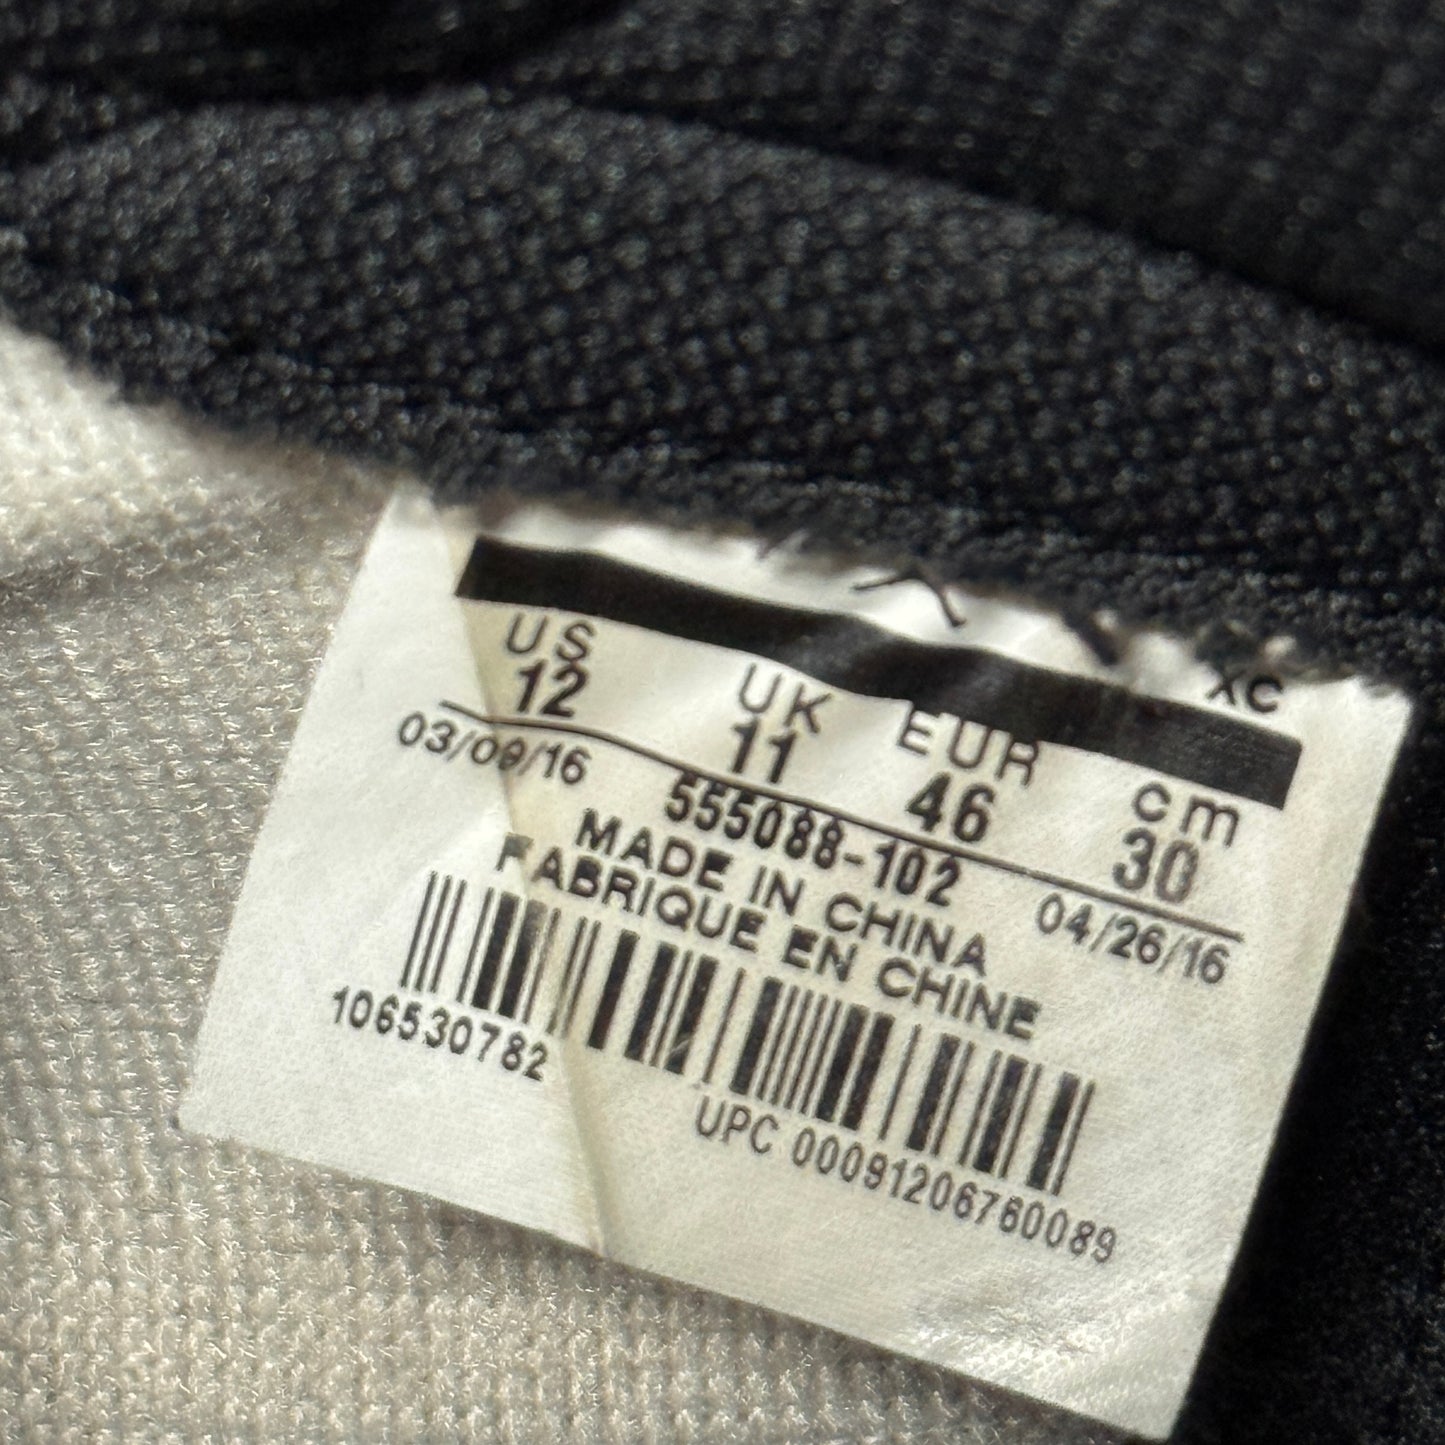 XC
US UK EUR cm
12 11 46 30
03/09/16 04/26/16
555088-102
MADE IN CHINA
FABRIQUE EN CHINE
106530782
UPC 00091206760089